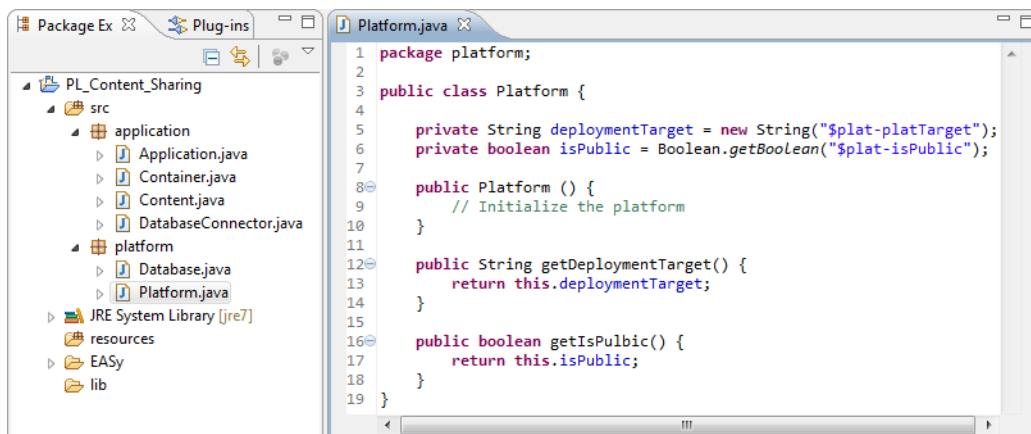 Package Ex
Plug-ins
PL_Content_Sharing
src
application
Application.java
Container.java
Content.java
DatabaseConnector.java
platform
Database.java
Platform.java
JRE System Library [jre7]
resources
EASy
lib
Platform.java
1 package platform;
2
3 public class Platform {
4
5 private String deploymentTarget = new String("$plat-platTarget");
6 private boolean isPublic = Boolean.getBoolean("$plat-isPublic");
7
8 public Platform () {
9 // Initialize the platform
10 }
11
12 public String getDeploymentTarget() {
13 return this.deploymentTarget;
14 }
15
16 public boolean getIsPulbic() {
17 return this.isPublic;
18 }
19 }